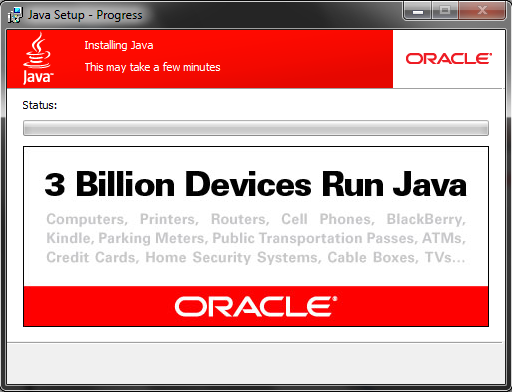 Java Setup - Progress
Installing Java
This may take a few minutes
Java™
ORACLE®
Status:
3 Billion Devices Run Java
Computers, Printers, Routers, Cell Phones, BlackBerry,
Kindle, Parking Meters, Public Transportation Passes, ATMs,
Credit Cards, Home Security Systems, Cable Boxes, TVs...
ORACLE®